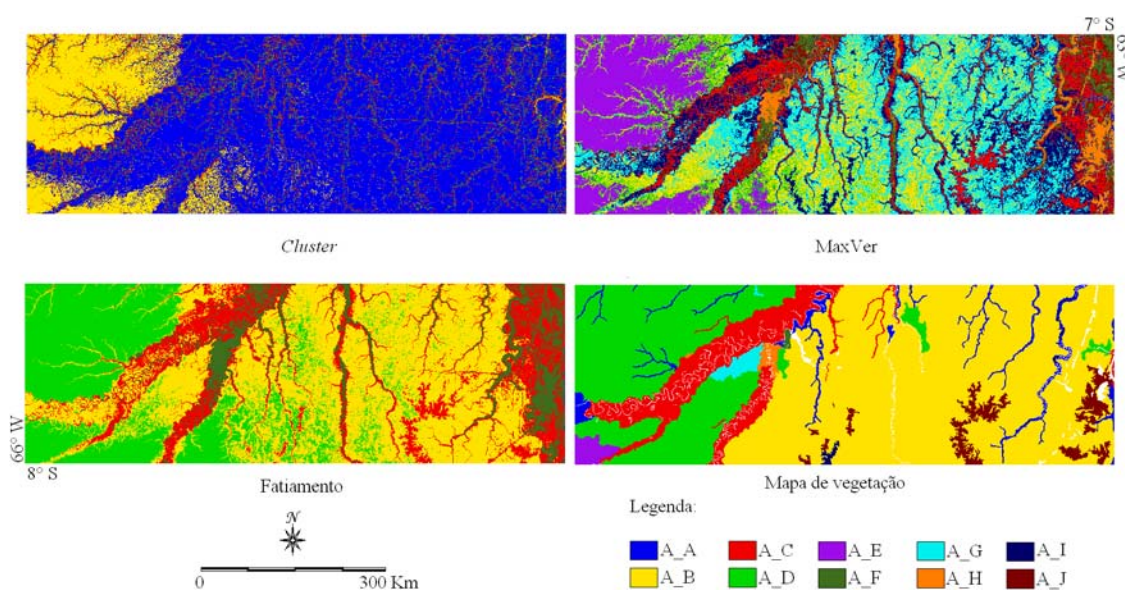 7° S
63° W
Cluster
MaxVer
66° W
8° S
Fatiamento
Mapa de vegetação
Legenda:
N
0 300 Km
A_A A_C A_E A_G A_I
A_B A_D A_F A_H A_J